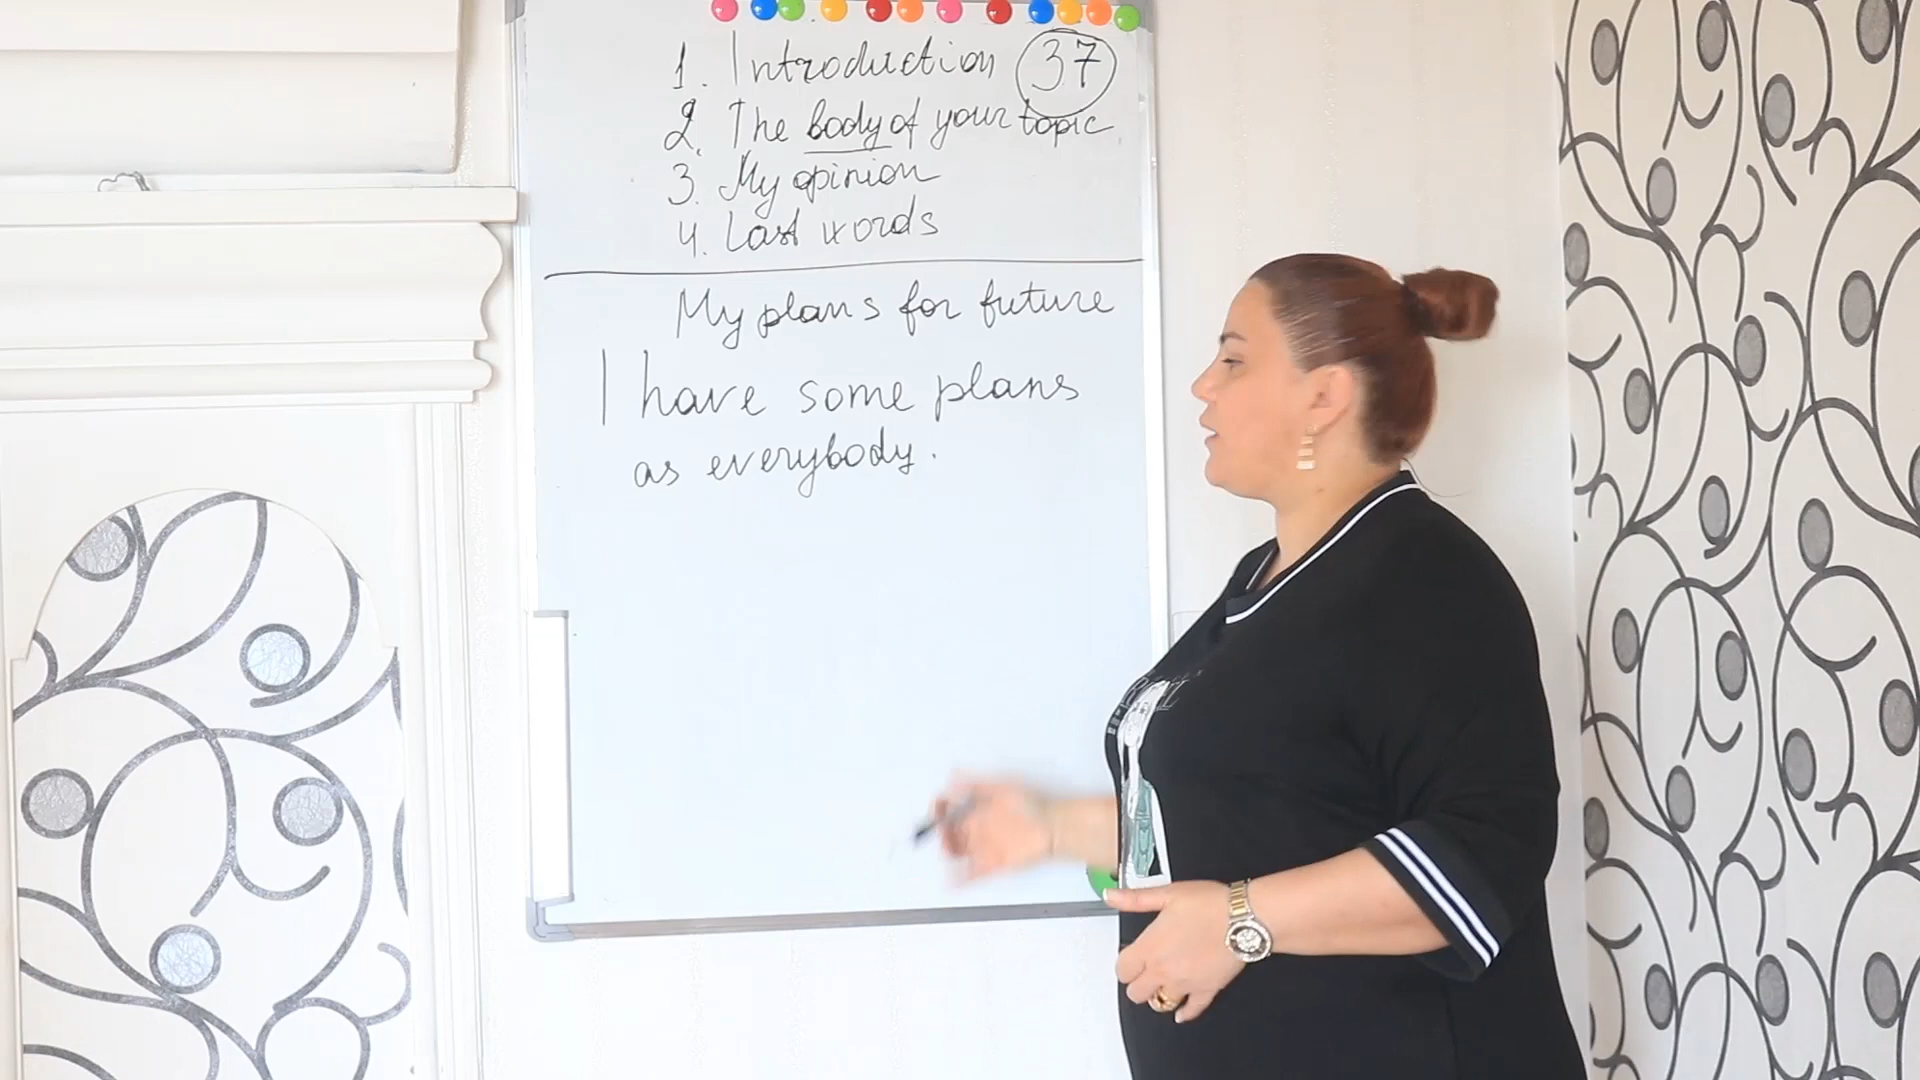 1. Introduction 37
2. The body of your topic
3. My opinion
4. Last words
My plans for future
I have some plans
as everybody.